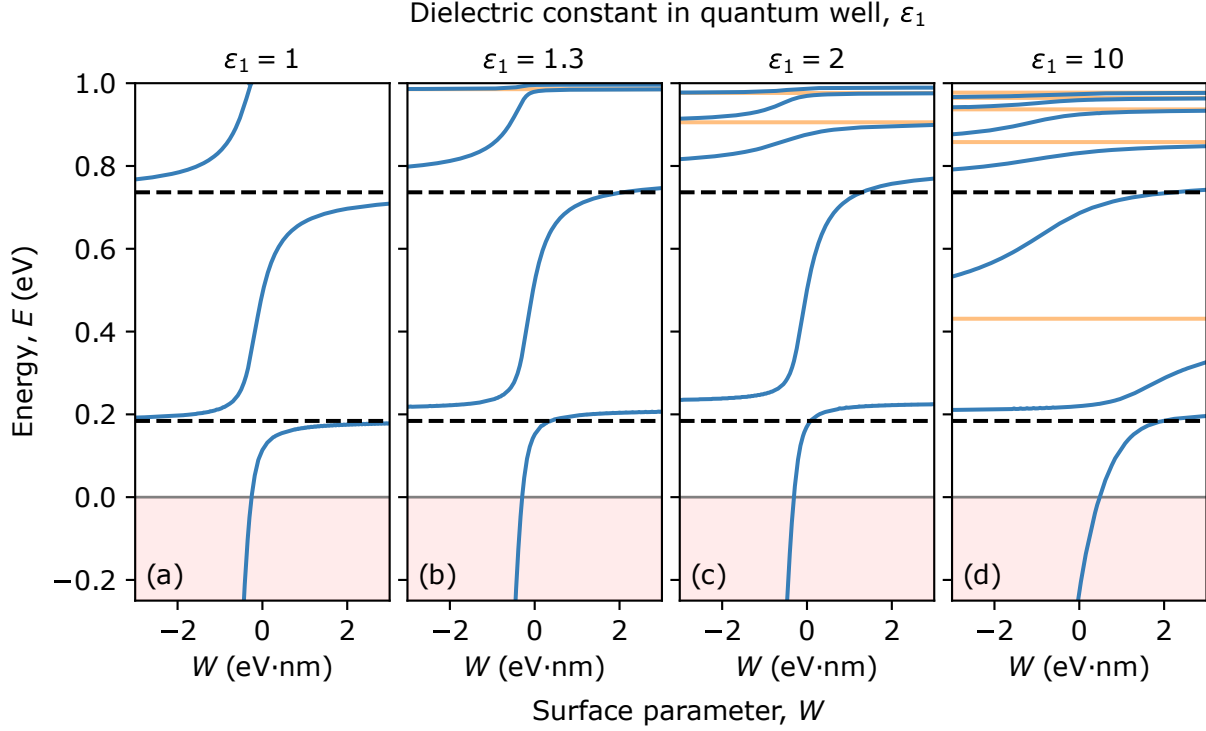 Dielectric constant in quantum well, ε₁
ε₁ = 1
ε₁ = 1.3
ε₁ = 2
ε₁ = 10
1.0
0.8
0.6
0.4
0.2
0.0
−0.2
Energy, E (eV)
(a)
(b)
(c)
(d)
−2 0 2
−2 0 2
−2 0 2
−2 0 2
W (eV·nm)
W (eV·nm)
W (eV·nm)
W (eV·nm)
Surface parameter, W